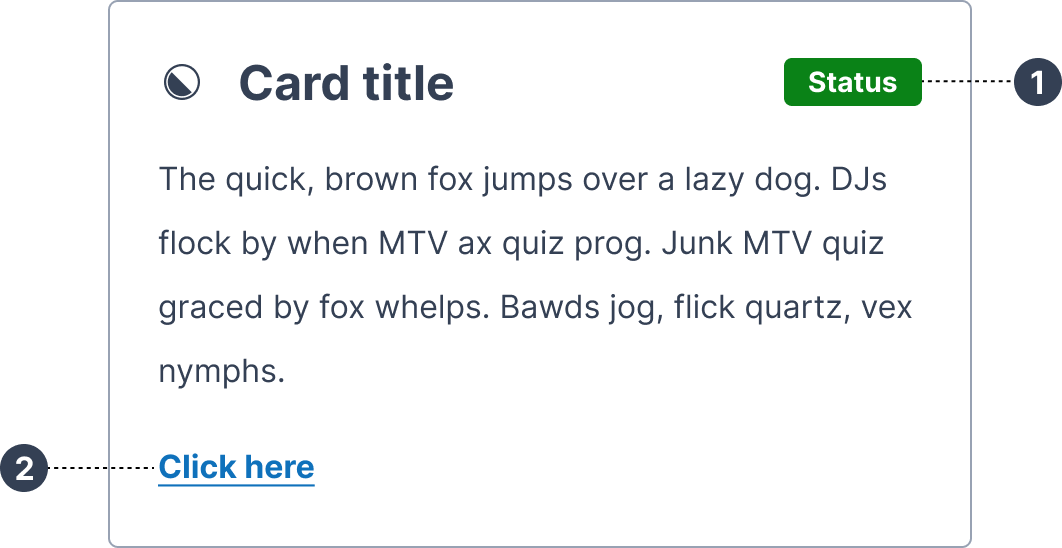 Card title
Status
1
The quick, brown fox jumps over a lazy dog. DJs
flock by when MTV ax quiz prog. Junk MTV quiz
graced by fox whelps. Bawds jog, flick quartz, vex
nymphs.
2
Click here